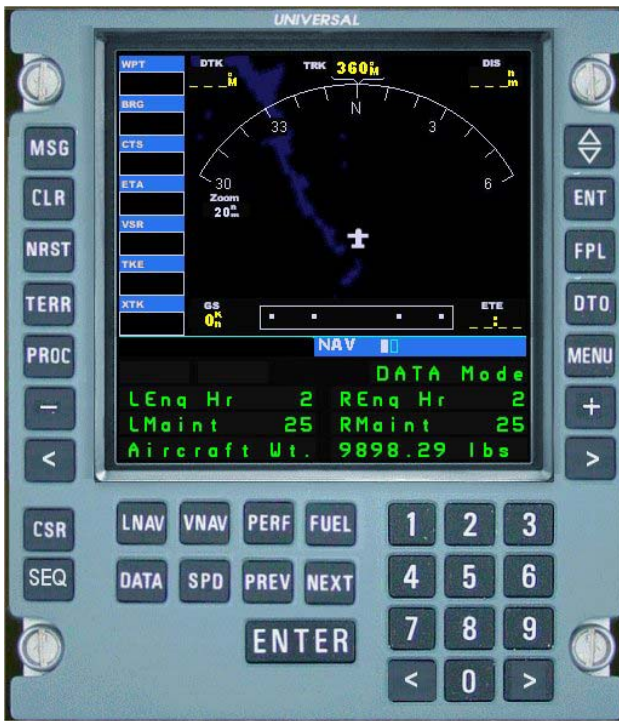 UNIVERSAL
WPT
BRG
CTS
ETA
VSR
TKE
XTK
DTK
_ _ _°M
TRK 360°M
DIS
_ _ _nm
N
33
3
30
6
Zoom
20nm
GS
0Kn
ETE
_ _:_ _
NAV
DATA Mode
LEng Hr 2 REng Hr 2
LMaint 25 RMaint 25
Aircraft Wt. 9898.29 lbs
MSG
CLR
NRST
TERR
PROC
−
<
CSR
SEQ
ENT
FPL
DTO
MENU
+
>
LNAV VNAV PERF FUEL
DATA SPD PREV NEXT
ENTER
1 2 3
4 5 6
7 8 9
< 0 >